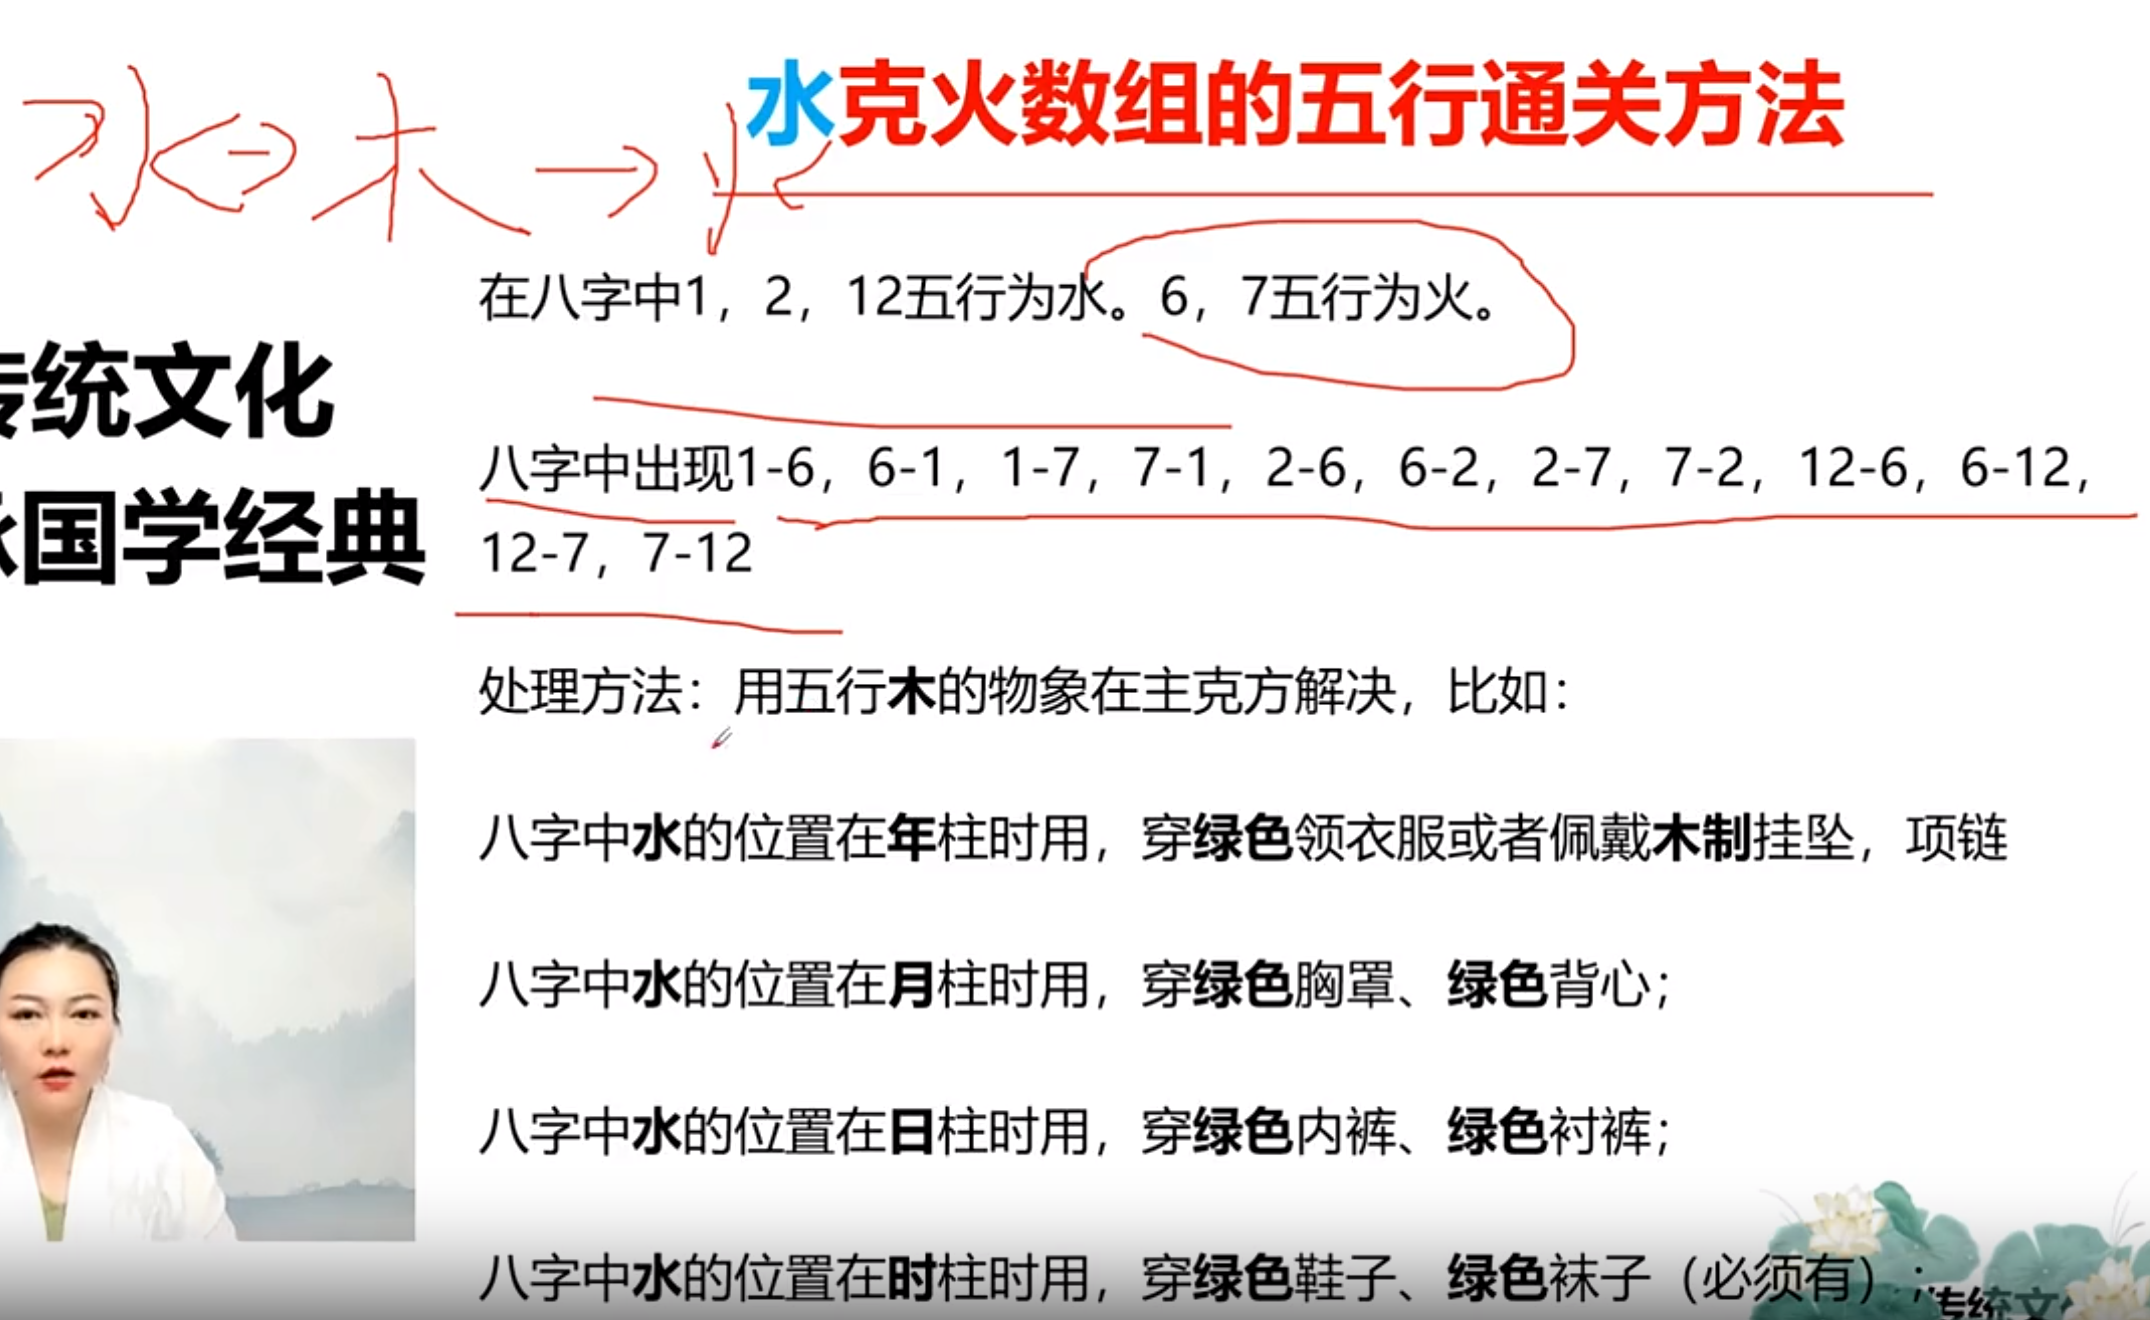 水克火数组的五行通关方法
水 木 → 火
在八字中1，2，12五行为水。6，7五行为火。
传统文化
国学经典
八字中出现1-6，6-1，1-7，7-1，2-6，6-2，2-7，7-2，12-6，6-12，
12-7，7-12
处理方法：用五行木的物象在主克方解决，比如：
八字中水的位置在年柱时用，穿绿色领衣服或者佩戴木制挂坠，项链
八字中水的位置在月柱时用，穿绿色胸罩、绿色背心；
八字中水的位置在日柱时用，穿绿色内裤、绿色衬裤；
八字中水的位置在时柱时用，穿绿色鞋子、绿色袜子（必须有）；
传统文